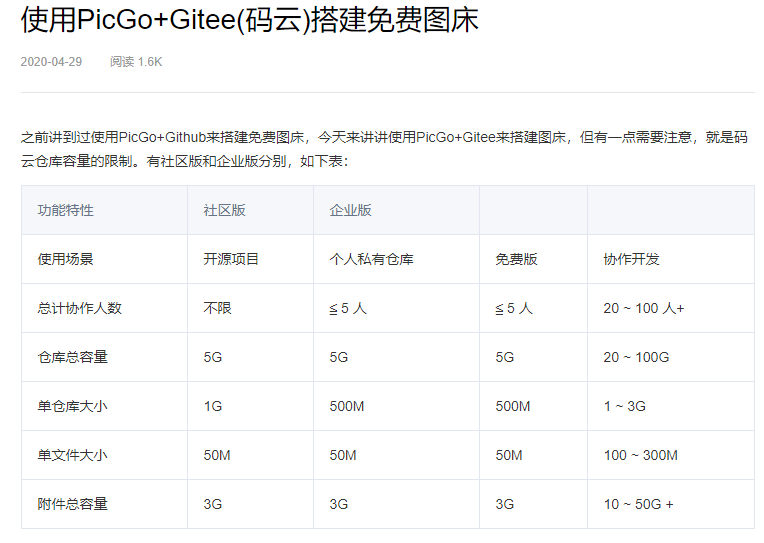 使用PicGo+Gitee(码云)搭建免费图床
2020-04-29 阅读 1.6K
之前讲到过使用PicGo+Github来搭建免费图床，今天来讲讲使用PicGo+Gitee来搭建图床，但有一点需要注意，就是码
云仓库容量的限制。有社区版和企业版分别，如下表：
功能特性 社区版 企业版
使用场景 开源项目 个人私有仓库 免费版 协作开发
总计协作人数 不限 ≦ 5 人 ≦ 5 人 20 ~ 100 人+
仓库总容量 5G 5G 5G 20 ~ 100G
单仓库大小 1G 500M 500M 1 ~ 3G
单文件大小 50M 50M 50M 100 ~ 300M
附件总容量 3G 3G 3G 10 ~ 50G +